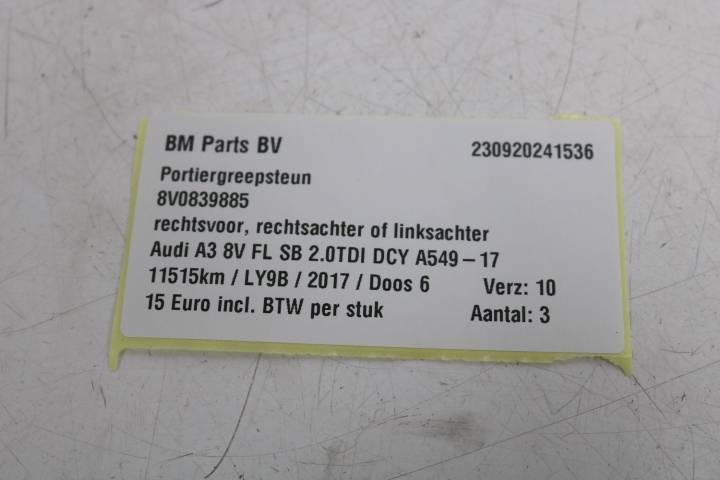 BM Parts BV 230920241536
Portiergreepsteun
8V0839885
rechtsvoor, rechtsachter of linksachter
Audi A3 8V FL SB 2.0TDI DCY A549-17
11515km / LY9B / 2017 / Doos 6 Verz: 10
15 Euro incl. BTW per stuk Aantal: 3